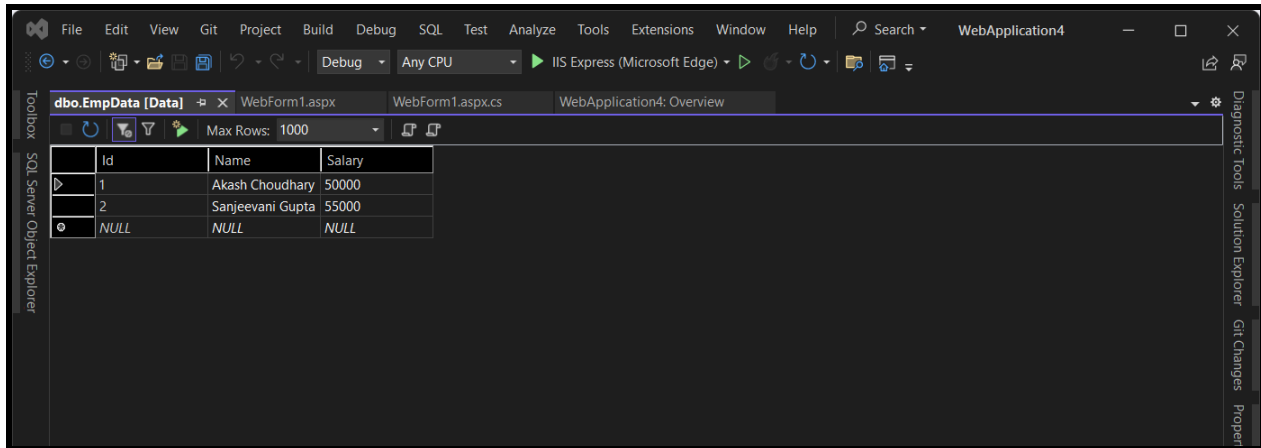 File Edit View Git Project Build Debug SQL Test Analyze Tools Extensions Window Help Search WebApplication4
Debug Any CPU IIS Express (Microsoft Edge)
dbo.EmpData [Data] WebForm1.aspx WebForm1.aspx.cs WebApplication4: Overview
Max Rows: 1000
Id Name Salary
1 Akash Choudhary 50000
2 Sanjeevani Gupta 55000
NULL NULL NULL
Toolbox
SQL Server Object Explorer
Diagnostic Tools
Solution Explorer
Git Changes
Proper